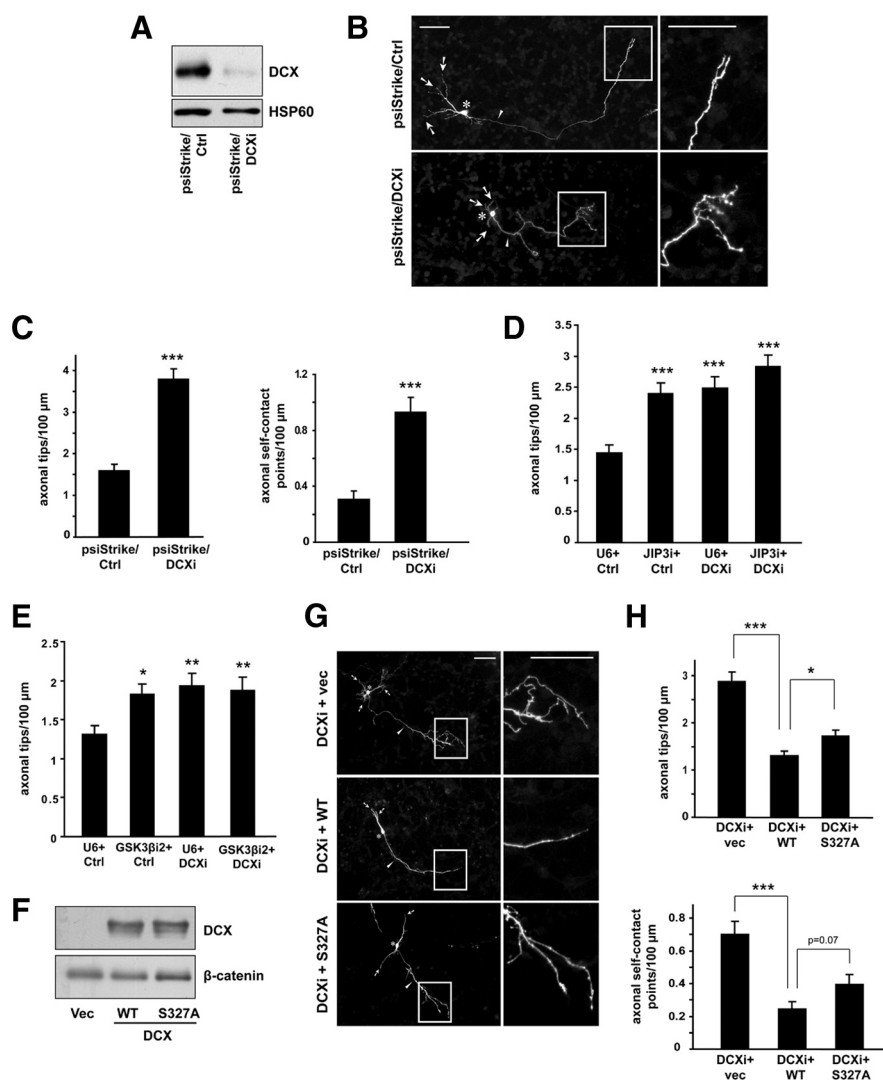 A
DCX
HSP60
psiStrike/
Ctrl
psiStrike/
DCXi
B
psiStrike/Ctrl
psiStrike/DCXi
*
*
C
axonal tips/100 µm
4
3
2
1
0
***
psiStrike/
Ctrl
psiStrike/
DCXi
axonal self-contact
points/100 µm
1.2
0.8
0.4
0
***
psiStrike/
Ctrl
psiStrike/
DCXi
D
axonal tips/100 µm
3.5
3
2.5
2
1.5
1
0.5
0
***
***
***
U6+
Ctrl
JIP3i+
Ctrl
U6+
DCXi
JIP3i+
DCXi
E
axonal tips/100 µm
2.5
2
1.5
1
0
*
**
**
U6+
Ctrl
GSK3βi2+
Ctrl
U6+
DCXi
GSK3βi2+
DCXi
F
DCX
β-catenin
Vec
WT
S327A
DCX
G
DCXi + vec
DCXi + WT
DCXi + S327A
H
axonal tips/100 µm
3
2
1
0
***
*
DCXi+
vec
DCXi+
WT
DCXi+
S327A
axonal self-contact
points/100 µm
0.8
0.6
0.4
0.2
0
***
p=0.07
DCXi+
vec
DCXi+
WT
DCXi+
S327A